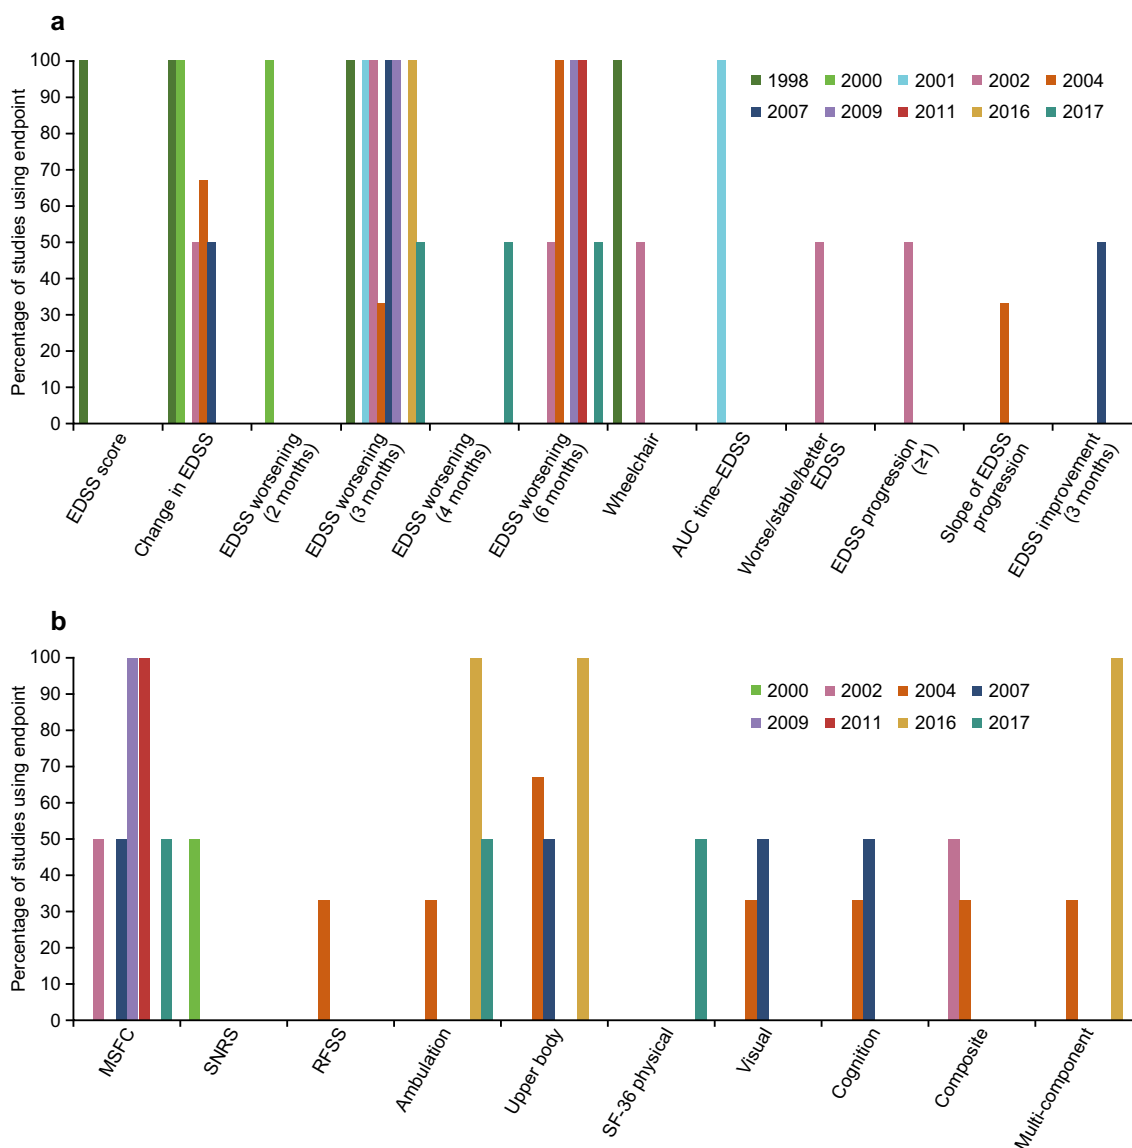 a
Percentage of studies using endpoint
100
90
80
70
60
50
40
30
20
10
0
1998 2000 2001 2002 2004
2007 2009 2011 2016 2017
EDSS score
Change in EDSS
EDSS worsening
(2 months)
EDSS worsening
(3 months)
EDSS worsening
(4 months)
EDSS worsening
(6 months)
Wheelchair
AUC time–EDSS
Worse/stable/better
EDSS
EDSS progression
(≥1)
Slope of EDSS
progression
EDSS improvement
(3 months)
b
Percentage of studies using endpoint
100
90
80
70
60
50
40
30
20
10
0
2000 2002 2004 2007
2009 2011 2016 2017
MSFC
SNRS
RFSS
Ambulation
Upper body
SF-36 physical
Visual
Cognition
Composite
Multi-component